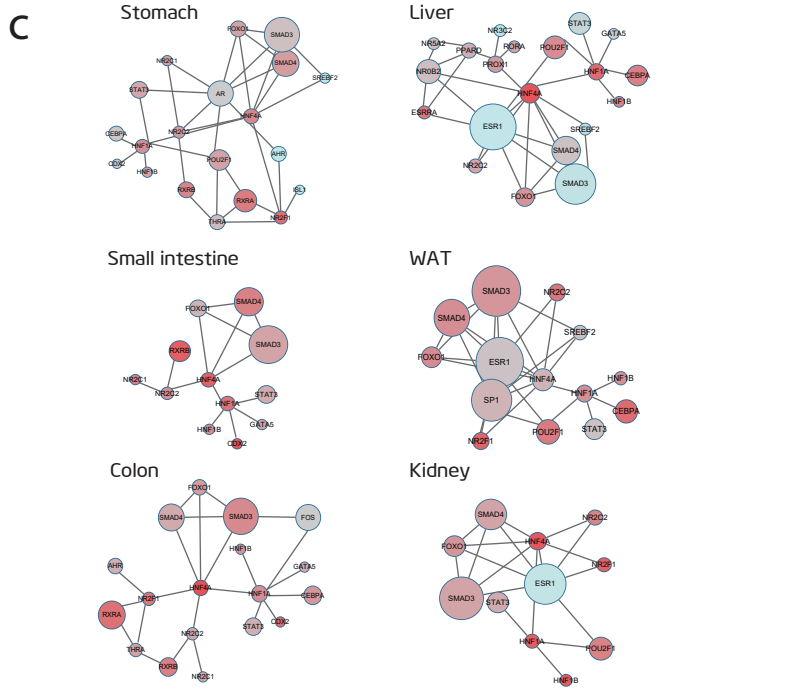 C
Stomach
FOXO1
SMAD3
SMAD4
NR2C1
SREBF2
STAT3
AR
HNF4A
CEBPA
NR2C2
HNF1A
CDX2
HNF1B
POU2F1
AHR
RXRB
RXRA
ISL1
THRA
NR2F1
Liver
STAT3
NR3C2
GATA5
NR5A2
PPARD
RORA
POU2F1
PROX1
NR0B2
HNF1A
CEBPA
HNF4A
HNF1B
ESRRA
ESR1
SREBF2
SMAD4
NR2C2
SMAD3
FOXO1
Small intestine
FOXO1
SMAD4
SMAD3
RXRB
NR2C1
HNF4A
NR2C2
HNF1A
STAT3
GATA5
HNF1B
CDX2
WAT
SMAD3
NR2C2
SMAD4
SREBF2
FOXO1
ESR1
HNF4A
HNF1B
SP1
HNF1A
CEBPA
STAT3
POU2F1
NR2F1
Colon
FOXO1
SMAD4
SMAD3
FOS
HNF1B
AHR
GATA5
HNF4A
HNF1A
CEBPA
NR2F1
RXRA
CDX2
STAT3
NR2C2
THRA
RXRB
NR2C1
Kidney
SMAD4
NR2C2
FOXO1
HNF4A
NR2F1
ESR1
SMAD3
STAT3
HNF1A
POU2F1
HNF1B